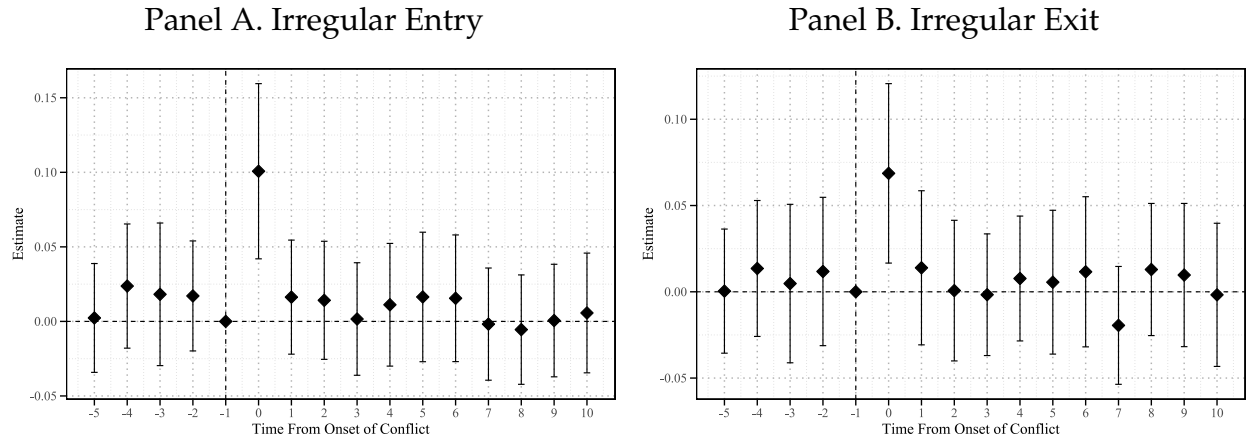 Panel A. Irregular Entry
0.15
0.10
0.05
0.00
-0.05
Estimate
-5 -4 -3 -2 -1 0 1 2 3 4 5 6 7 8 9 10
Time From Onset of Conflict
Panel B. Irregular Exit
0.10
0.05
0.00
-0.05
Estimate
-5 -4 -3 -2 -1 0 1 2 3 4 5 6 7 8 9 10
Time From Onset of Conflict